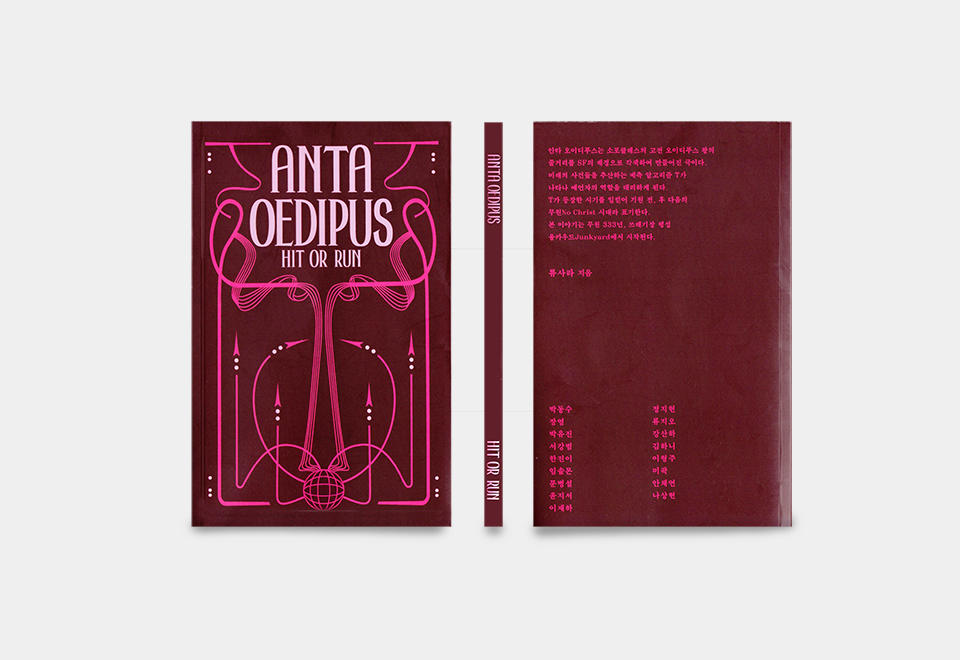 ANTA
OEDIPUS
HIT OR RUN
ANTA OEDIPUS
HIT OR RUN
안타 오이디푸스는 소포클레스의 고전 오이디푸스 왕의
줄거리를 SF의 배경으로 각색하여 만들어진 극이다.
미래의 사건들을 추산하는 예측 알고리즘 T가
나타나 예언자의 역할을 대리하게 된다.
T가 등장한 시기를 일컬어 기원 전, 후 다음의
무원No Christ 시대라 표기한다.
본 이야기는 무원 333년, 쓰레기장 행성
율카우드Junkyard에서 시작된다.
류사라 지음
박동수
장영
박유진
서강범
한진이
임솔몬
문병설
윤지서
이재하
정지현
류지오
강산하
김하니
이형주
미곽
안제언
나상현